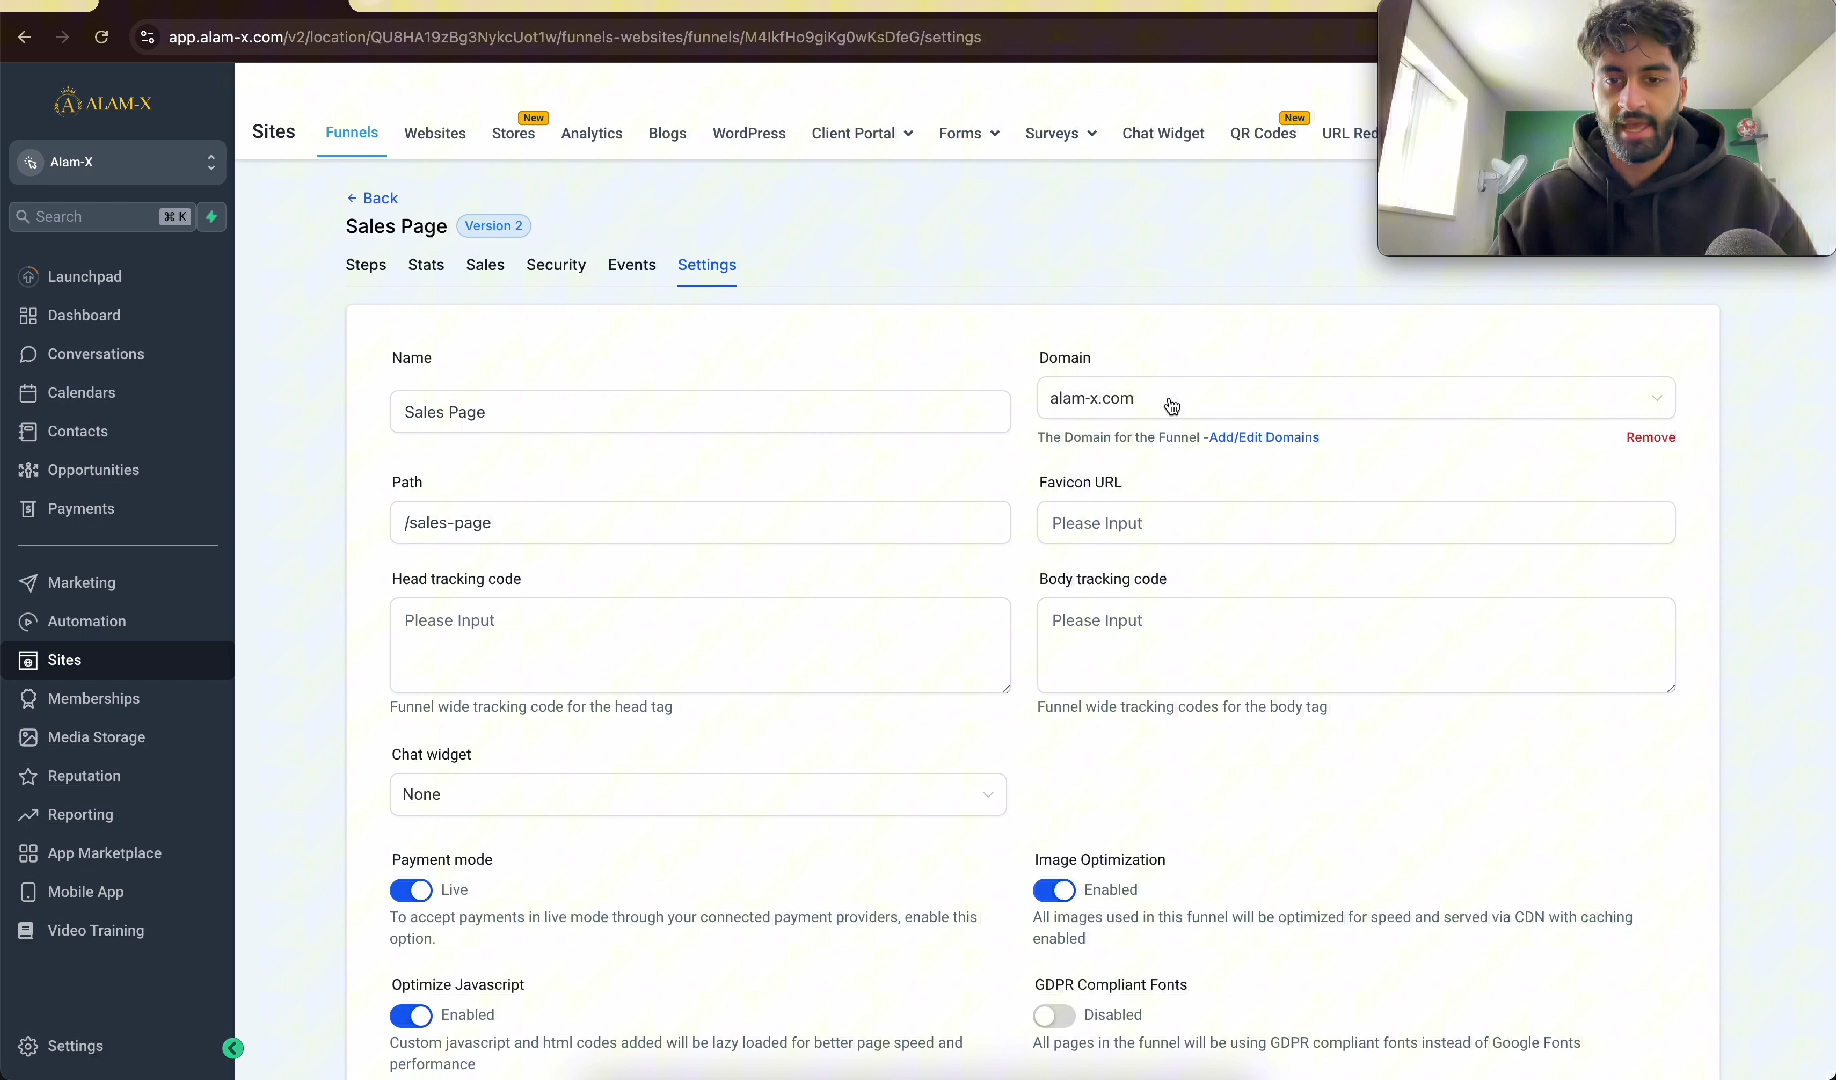 app.alam-x.com/v2/location/QU8HA19zBg3NykcUot1w/funnels-websites/funnels/M4IkfHo9giKg0wKsDfeG/settings
ALAM-X
Alam-X
Search
⌘ K
Launchpad
Dashboard
Conversations
Calendars
Contacts
Opportunities
Payments
Marketing
Automation
Sites
Memberships
Media Storage
Reputation
Reporting
App Marketplace
Mobile App
Video Training
Settings
New
New
Sites Funnels Websites Stores Analytics Blogs WordPress Client Portal Forms Surveys Chat Widget QR Codes URL Red
← Back
Sales Page Version 2
Steps Stats Sales Security Events Settings
Name
Sales Page
Domain
alam-x.com
The Domain for the Funnel -Add/Edit Domains
Remove
Path
/sales-page
Favicon URL
Please Input
Head tracking code
Please Input
Funnel wide tracking code for the head tag
Body tracking code
Please Input
Funnel wide tracking codes for the body tag
Chat widget
None
Payment mode
Live
To accept payments in live mode through your connected payment providers, enable this
option.
Image Optimization
Enabled
All images used in this funnel will be optimized for speed and served via CDN with caching
enabled
Optimize Javascript
Enabled
Custom javascript and html codes added will be lazy loaded for better page speed and
performance
GDPR Compliant Fonts
Disabled
All pages in the funnel will be using GDPR compliant fonts instead of Google Fonts